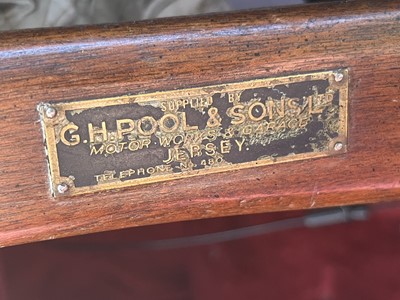 SUPPLIED BY
G.H.POOL & SONS LTD
MOTOR WORKS & GARAGE
JERSEY.
TELEPHONE No. 480